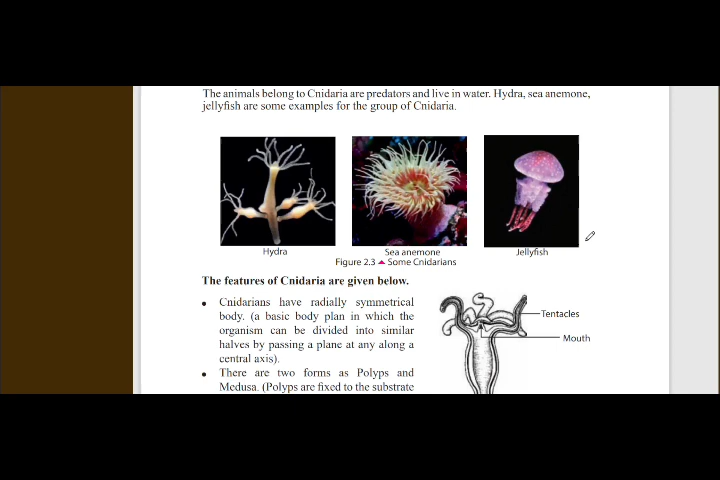 The animals belong to Cnidaria are predators and live in water. Hydra, sea anemone,
jellyfish are some examples for the group of Cnidaria.
Hydra
Sea anemone
Jellyfish
Figure 2.3 ▲ Some Cnidarians
The features of Cnidaria are given below.
• Cnidarians have radially symmetrical
body. (a basic body plan in which the
organism can be divided into similar
halves by passing a plane at any along a
central axis).
• There are two forms as Polyps and
Medusa. (Polyps are fixed to the substrate
Tentacles
Mouth